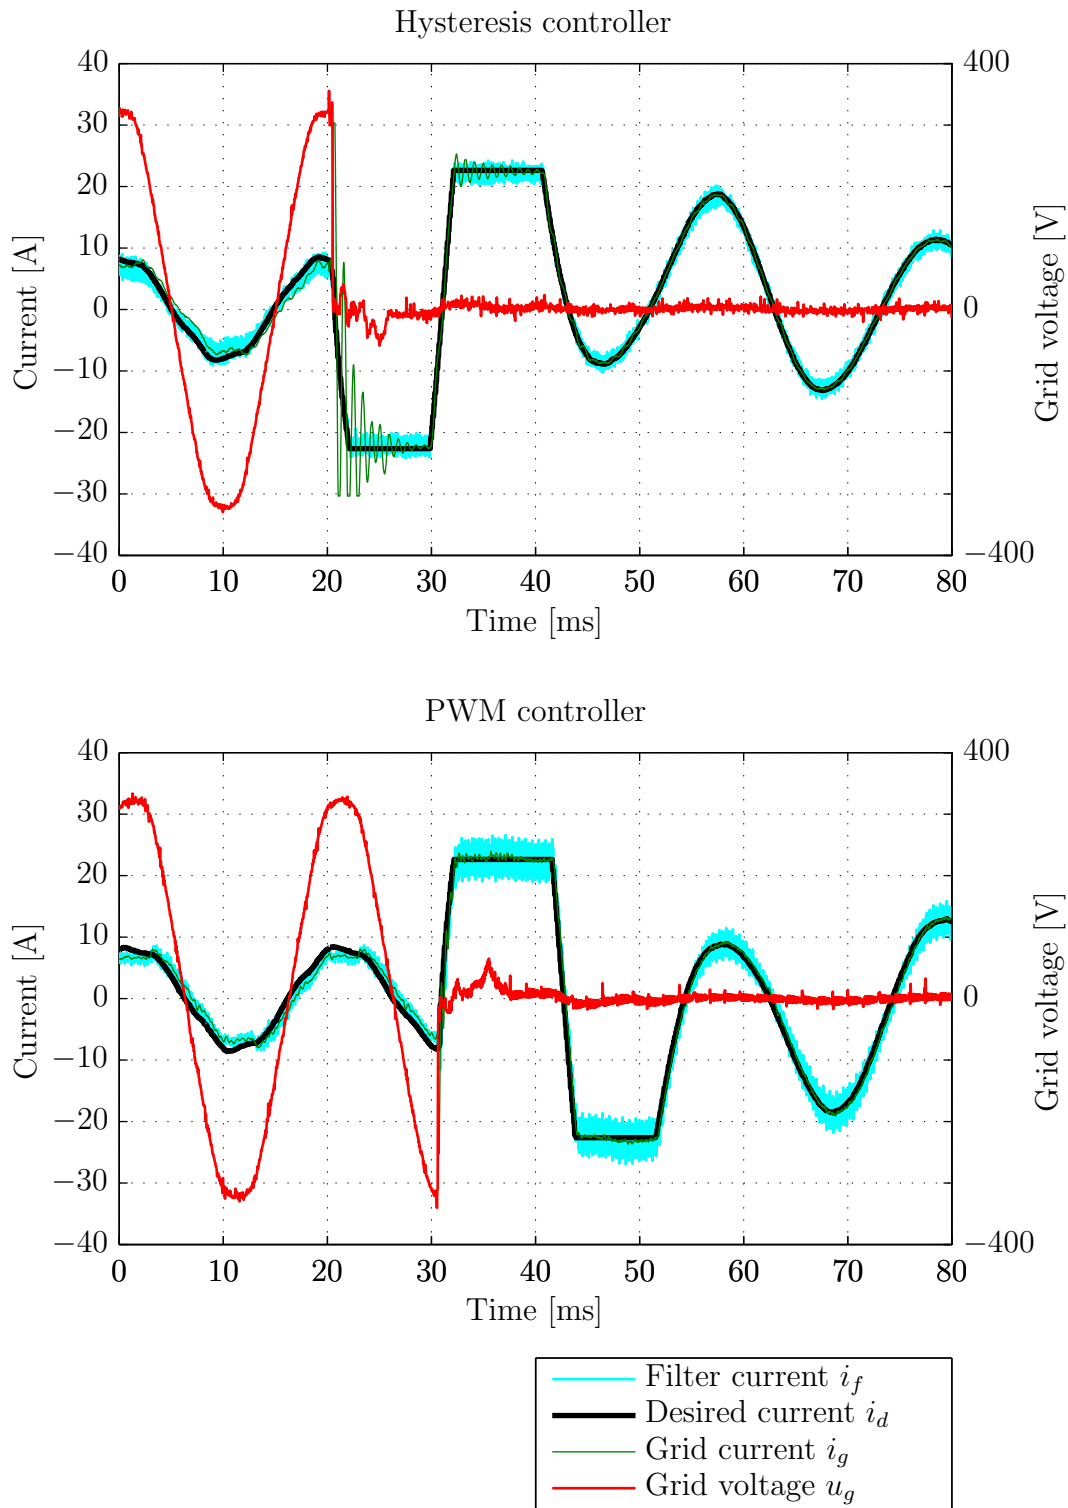 Hysteresis controller
40
30
20
10
0
−10
−20
−30
−40
Current [A]
400
0
−400
Grid voltage [V]
0 10 20 30 40 50 60 70 80
Time [ms]
PWM controller
40
30
20
10
0
−10
−20
−30
−40
Current [A]
400
0
−400
Grid voltage [V]
0 10 20 30 40 50 60 70 80
Time [ms]
Filter current i_f
Desired current i_d
Grid current i_g
Grid voltage u_g